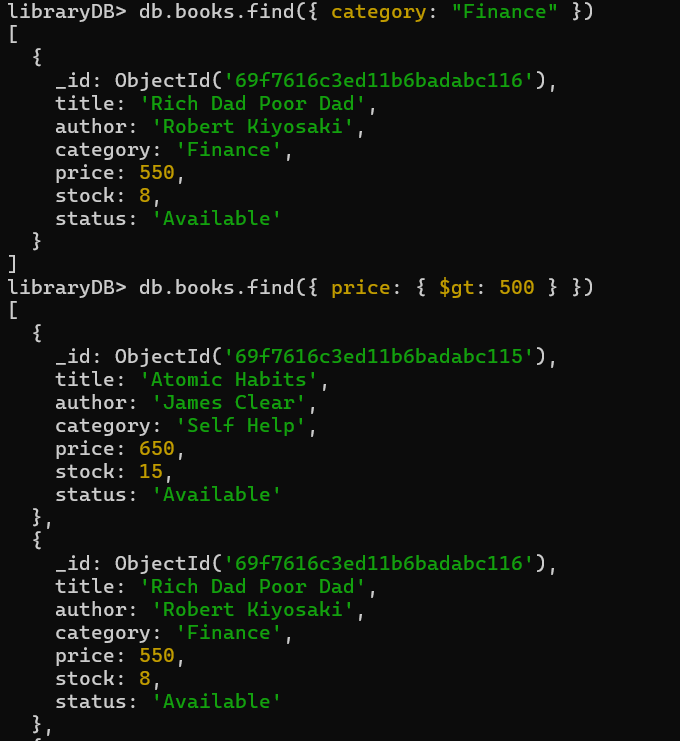 libraryDB> db.books.find({ category: "Finance" })
[
  {
    _id: ObjectId('69f7616c3ed11b6badabc116'),
    title: 'Rich Dad Poor Dad',
    author: 'Robert Kiyosaki',
    category: 'Finance',
    price: 550,
    stock: 8,
    status: 'Available'
  }
]
libraryDB> db.books.find({ price: { $gt: 500 } })
[
  {
    _id: ObjectId('69f7616c3ed11b6badabc115'),
    title: 'Atomic Habits',
    author: 'James Clear',
    category: 'Self Help',
    price: 650,
    stock: 15,
    status: 'Available'
  },
  {
    _id: ObjectId('69f7616c3ed11b6badabc116'),
    title: 'Rich Dad Poor Dad',
    author: 'Robert Kiyosaki',
    category: 'Finance',
    price: 550,
    stock: 8,
    status: 'Available'
  },